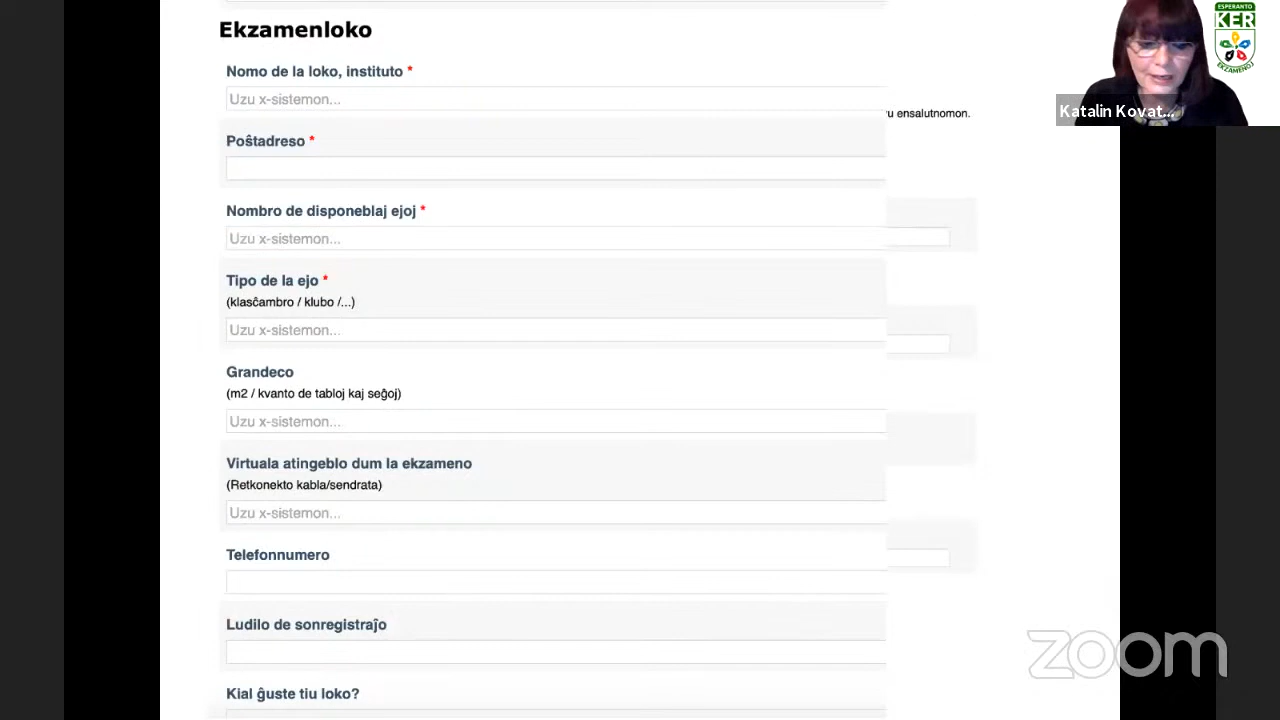 Ekzamenloko
Nomo de la loko, instituto *
Uzu x-sistemon...
ensalutnomon.
Poŝtadreso *
Nombro de disponeblaj ejoj *
Uzu x-sistemon...
Tipo de la ejo *
(klasĉambro / klubo /...)
Uzu x-sistemon...
Grandeco
(m2 / kvanto de tabloj kaj seĝoj)
Uzu x-sistemon...
Virtuala atingeblo dum la ekzameno
(Retkonekto kabla/sendrata)
Uzu x-sistemon...
Telefonnumero
Ludilo de sonregistraĵo
Kial ĝuste tiu loko?
ESPERANTO
KER
EKZAMENOJ
Katalin Kovat...
zoom